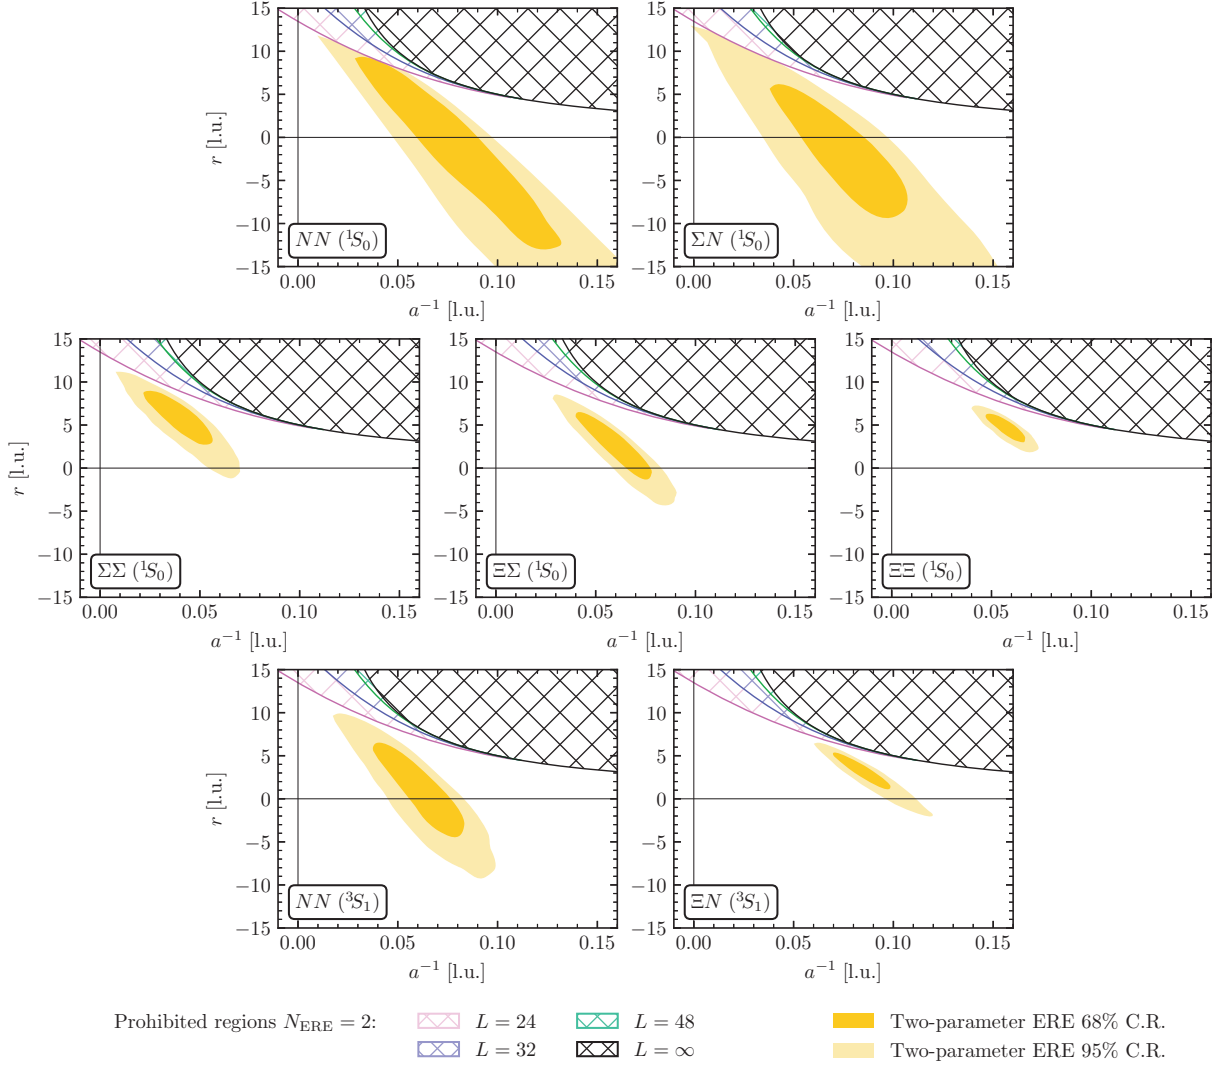 15
10
5
0
−5
−10
−15
r [l.u.]
NN (¹S₀)
0.00 0.05 0.10 0.15
a⁻¹ [l.u.]
15
10
5
0
−5
−10
−15
r [l.u.]
ΣN (¹S₀)
0.00 0.05 0.10 0.15
a⁻¹ [l.u.]
15
10
5
0
−5
−10
−15
r [l.u.]
ΣΣ (¹S₀)
0.00 0.05 0.10 0.15
a⁻¹ [l.u.]
15
10
5
0
−5
−10
−15
ΞΣ (¹S₀)
0.00 0.05 0.10 0.15
a⁻¹ [l.u.]
15
10
5
0
−5
−10
−15
ΞΞ (¹S₀)
0.00 0.05 0.10 0.15
a⁻¹ [l.u.]
15
10
5
0
−5
−10
−15
r [l.u.]
NN (³S₁)
0.00 0.05 0.10 0.15
a⁻¹ [l.u.]
15
10
5
0
−5
−10
−15
r [l.u.]
ΞN (³S₁)
0.00 0.05 0.10 0.15
a⁻¹ [l.u.]
Prohibited regions N_ERE = 2:
L = 24
L = 32
L = 48
L = ∞
Two-parameter ERE 68% C.R.
Two-parameter ERE 95% C.R.